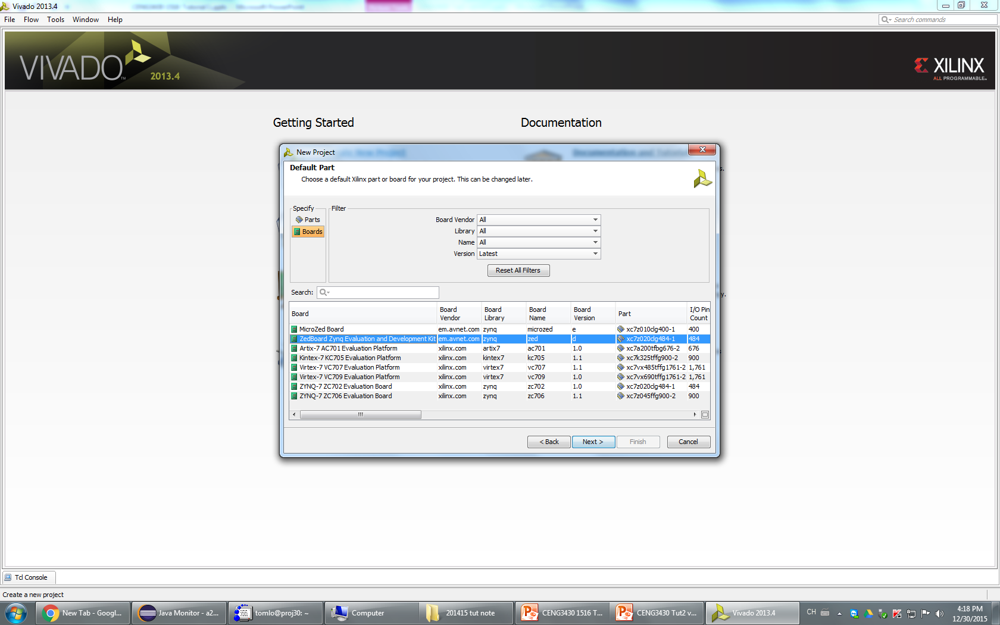 Vivado 2013.4
File Flow Tools Window Help
Search commands
VIVADO™ 2013.4
XILINX
ALL PROGRAMMABLE™
Getting Started
Documentation
New Project
Default Part
Choose a default Xilinx part or board for your project. This can be changed later.
Specify
Parts
Boards
Filter
Board Vendor All
Library All
Name All
Version Latest
Reset All Filters
Search:
Board Board Vendor Board Library Board Name Board Version Part I/O Pin Count
MicroZed Board em.avnet.com zynq microzed e xc7z010clg400-1 400
ZedBoard Zynq Evaluation and Development Kit em.avnet.com zynq zed d xc7z020clg484-1 484
Artix-7 AC701 Evaluation Platform xilinx.com artix7 ac701 1.0 xc7a200tfbg676-2 676
Kintex-7 KC705 Evaluation Platform xilinx.com kintex7 kc705 1.1 xc7k325tffg900-2 900
Virtex-7 VC707 Evaluation Platform xilinx.com virtex7 vc707 1.1 xc7vx485tffg1761-2 1,761
Virtex-7 VC709 Evaluation Platform xilinx.com virtex7 vc709 1.0 xc7vx690tffg1761-2 1,761
ZYNQ-7 ZC702 Evaluation Board xilinx.com zynq zc702 1.0 xc7z020clg484-1 484
ZYNQ-7 ZC706 Evaluation Board xilinx.com zynq zc706 1.1 xc7z045ffg900-2 900
< Back Next > Finish Cancel
Tcl Console
Create a new project
New Tab - Googl... Java Monitor - a2... tomlo@proj30: ~ Computer 201415 tut note CENG3430 1516 T... CENG3430 Tut2 v... Vivado 2013.4 CH 4:18 PM
12/30/2015